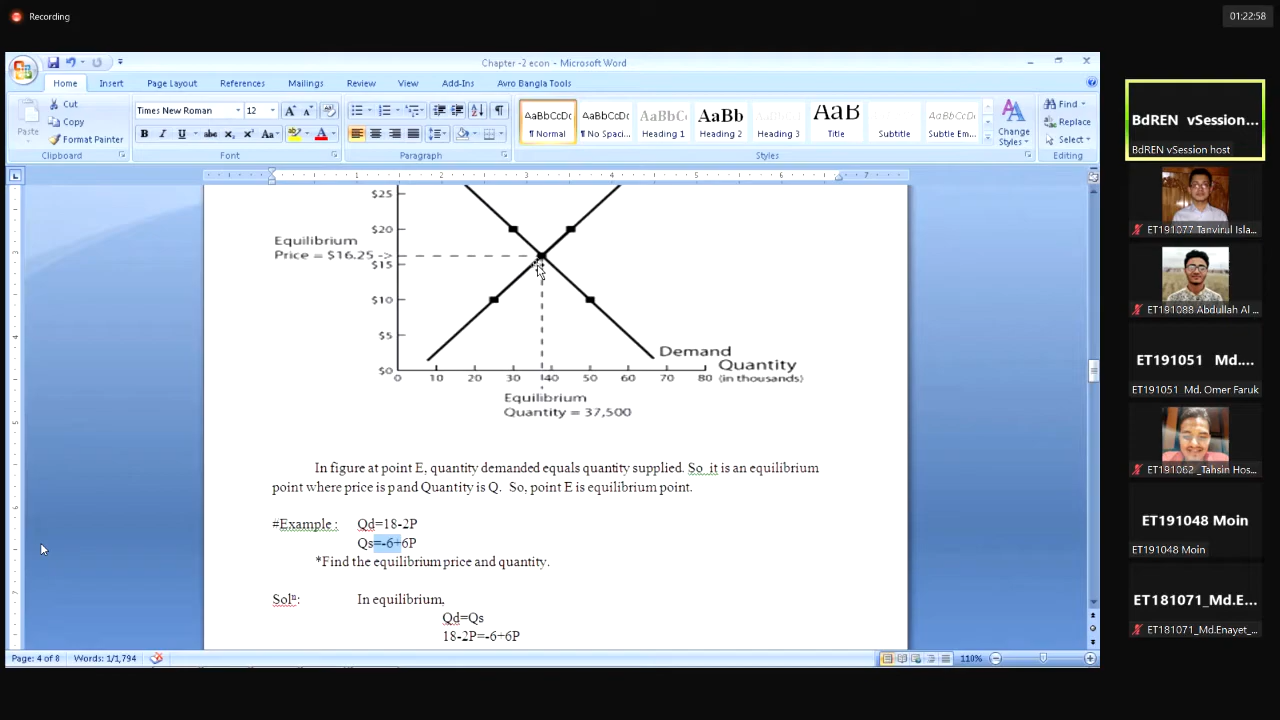 Recording
01:22:58
Chapter -2 econ - Microsoft Word
Home Insert Page Layout References Mailings Review View Add-Ins Avro Bangla Tools
Paste
Cut
Copy
Format Painter
Clipboard
Times New Roman 12
Font
Paragraph
AaBbCcDc AaBbCcDc AaBbC AaBb AaBbC AaB AaBbCcD AaBbCcD
¶ Normal ¶ No Spaci... Heading 1 Heading 2 Heading 3 Title Subtitle Subtle Em...
Change Styles
Styles
Find
Replace
Select
Editing
$25
$20
Equilibrium
Price = $16.25 ->
$15
$10
$5
$0
0 10 20 30 40 50 60 70 80
Demand
Quantity
(in thousands)
Equilibrium
Quantity = 37,500
In figure at point E, quantity demanded equals quantity supplied. So it is an equilibrium
point where price is p and Quantity is Q. So, point E is equilibrium point.
#Example : Qd=18-2P
Qs=-6+6P
*Find the equilibrium price and quantity.
Solⁿ: In equilibrium,
Qd=Qs
18-2P=-6+6P
Page: 4 of 8 Words: 1/1,794 110%
BdREN vSession...
BdREN vSession host
ET191077 Tanvirul Isla...
ET191088 Abdullah Al ...
ET191051 Md....
ET191051 Md. Omer Faruk
ET191062 _Tahsin Hos...
ET191048 Moin
ET191048 Moin
ET181071_Md.E...
ET181071_Md.Enayet_...